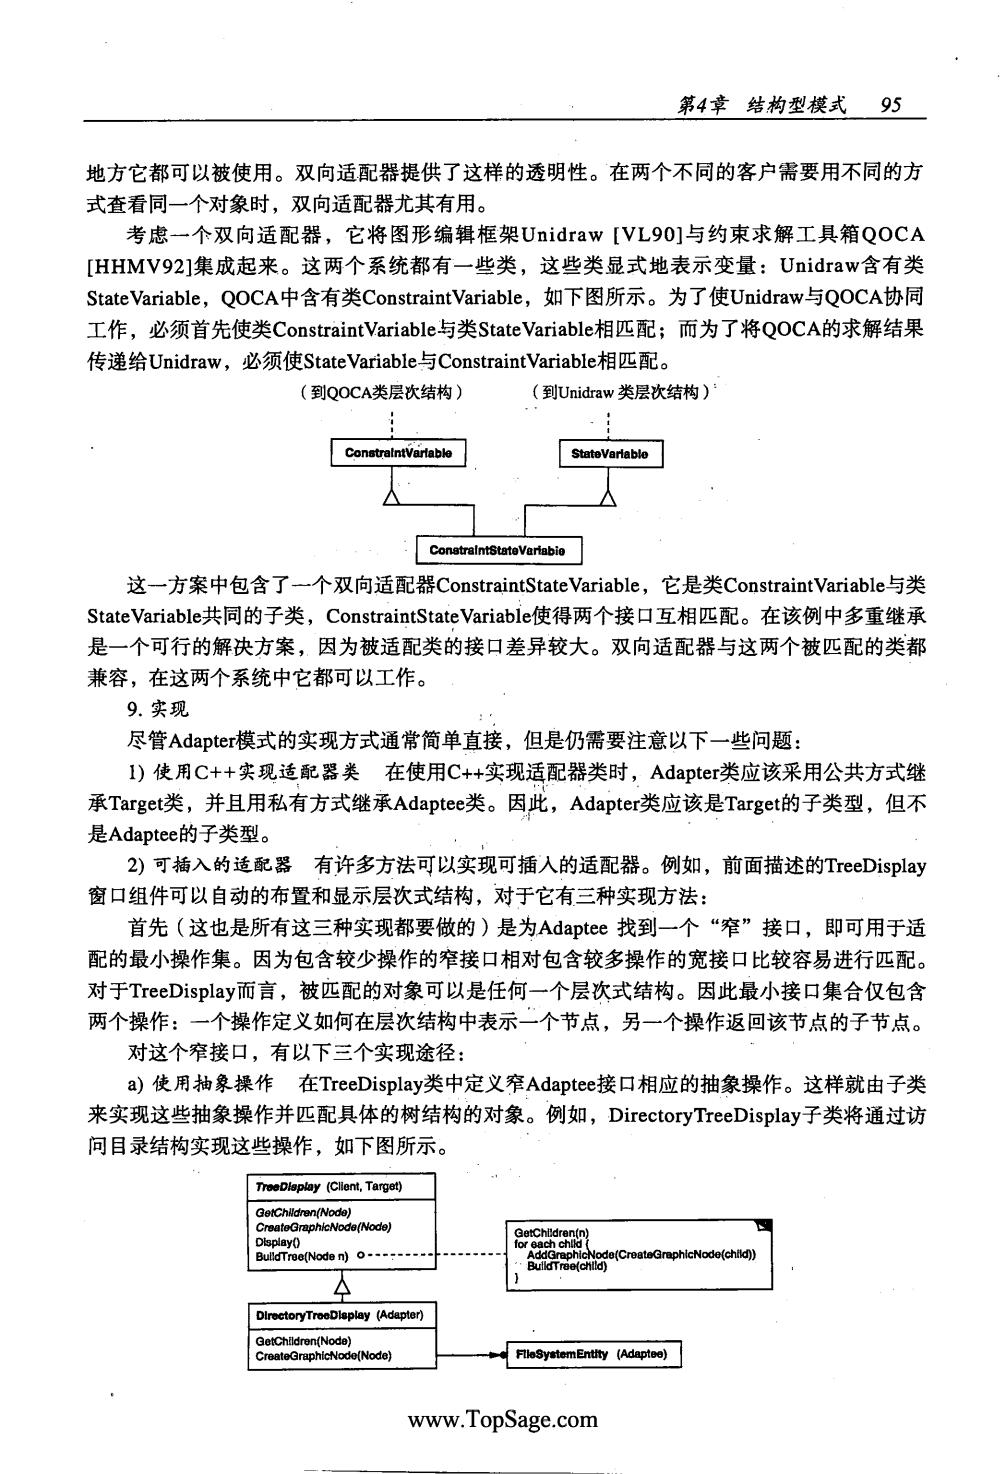 第4章 结构型模式 95
地方它都可以被使用。双向适配器提供了这样的透明性。在两个不同的客户需要用不同的方
式查看同一个对象时，双向适配器尤其有用。
考虑一个双向适配器，它将图形编辑框架Unidraw [VL90]与约束求解工具箱QOCA
[HHMV92]集成起来。这两个系统都有一些类，这些类显式地表示变量：Unidraw含有类
StateVariable，QOCA中含有类ConstraintVariable，如下图所示。为了使Unidraw与QOCA协同
工作，必须首先使类ConstraintVariable与类StateVariable相匹配；而为了将QOCA的求解结果
传递给Unidraw，必须使StateVariable与ConstraintVariable相匹配。
（到QOCA类层次结构） （到Unidraw 类层次结构）
ConstraintVariable StateVariable
ConstraintStateVariable
这一方案中包含了一个双向适配器ConstraintStateVariable，它是类ConstraintVariable与类
StateVariable共同的子类，ConstraintStateVariable使得两个接口互相匹配。在该例中多重继承
是一个可行的解决方案，因为被适配类的接口差异较大。双向适配器与这两个被匹配的类都
兼容，在这两个系统中它都可以工作。
9. 实现
尽管Adapter模式的实现方式通常简单直接，但是仍需要注意以下一些问题：
1) 使用C++实现适配器类 在使用C++实现适配器类时，Adapter类应该采用公共方式继
承Target类，并且用私有方式继承Adaptee类。因此，Adapter类应该是Target的子类型，但不
是Adaptee的子类型。
2) 可插入的适配器 有许多方法可以实现可插入的适配器。例如，前面描述的TreeDisplay
窗口组件可以自动的布置和显示层次式结构，对于它有三种实现方法：
首先（这也是所有这三种实现都要做的）是为Adaptee 找到一个“窄”接口，即可用于适
配的最小操作集。因为包含较少操作的窄接口相对包含较多操作的宽接口比较容易进行匹配。
对于TreeDisplay而言，被匹配的对象可以是任何一个层次式结构。因此最小接口集合仅包含
两个操作：一个操作定义如何在层次结构中表示一个节点，另一个操作返回该节点的子节点。
对这个窄接口，有以下三个实现途径：
a) 使用抽象操作 在TreeDisplay类中定义窄Adaptee接口相应的抽象操作。这样就由子类
来实现这些抽象操作并匹配具体的树结构的对象。例如，DirectoryTreeDisplay子类将通过访
问目录结构实现这些操作，如下图所示。
TreeDisplay (Client, Target)
GetChildren(Node)
CreateGraphicNode(Node)
Display()
BuildTree(Node n)
GetChildren(n)
for each child {
AddGraphicNode(CreateGraphicNode(child))
BuildTree(child)
}
DirectoryTreeDisplay (Adapter)
GetChildren(Node)
CreateGraphicNode(Node)
FileSystemEntity (Adaptee)
www.TopSage.com